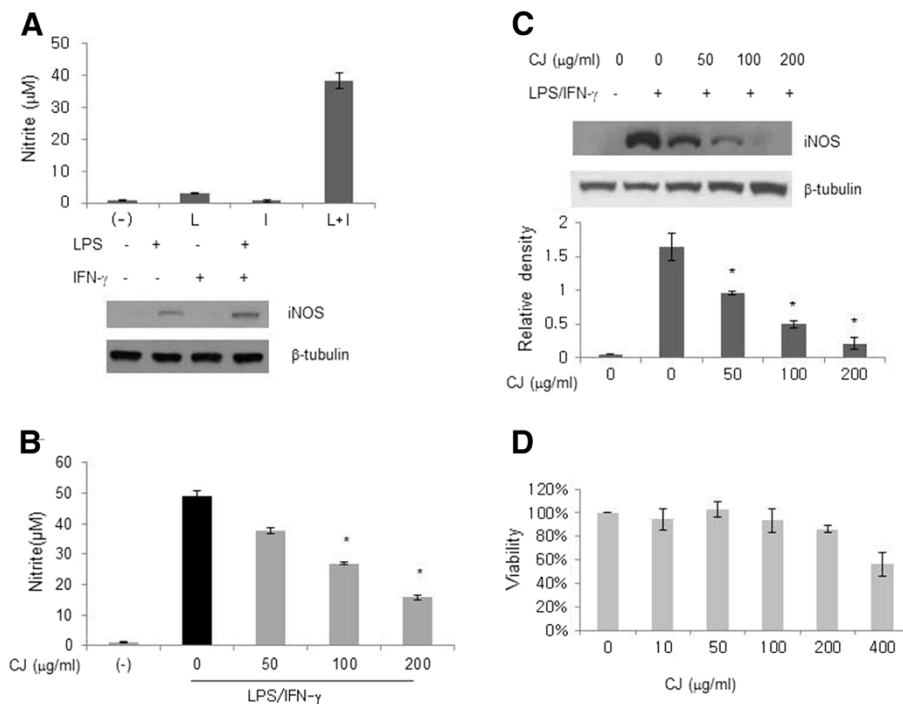 A
50
40
30
20
10
0
Nitrite (μM)
(-) L I L+I
LPS - + - +
IFN-γ - - + +
iNOS
β-tubulin
B
60
50
40
30
20
10
0
Nitrite(μM)
CJ (μg/ml) (-) 0 50 100 200
* *
LPS/IFN-γ
C
CJ (μg/ml) 0 0 50 100 200
LPS/IFN-γ - + + + +
iNOS
β-tubulin
2
1.5
1
0.5
0
Relative density
* * *
CJ (μg/ml) 0 0 50 100 200
D
120%
100%
80%
60%
40%
20%
0%
Viability
0 10 50 100 200 400
CJ (μg/ml)